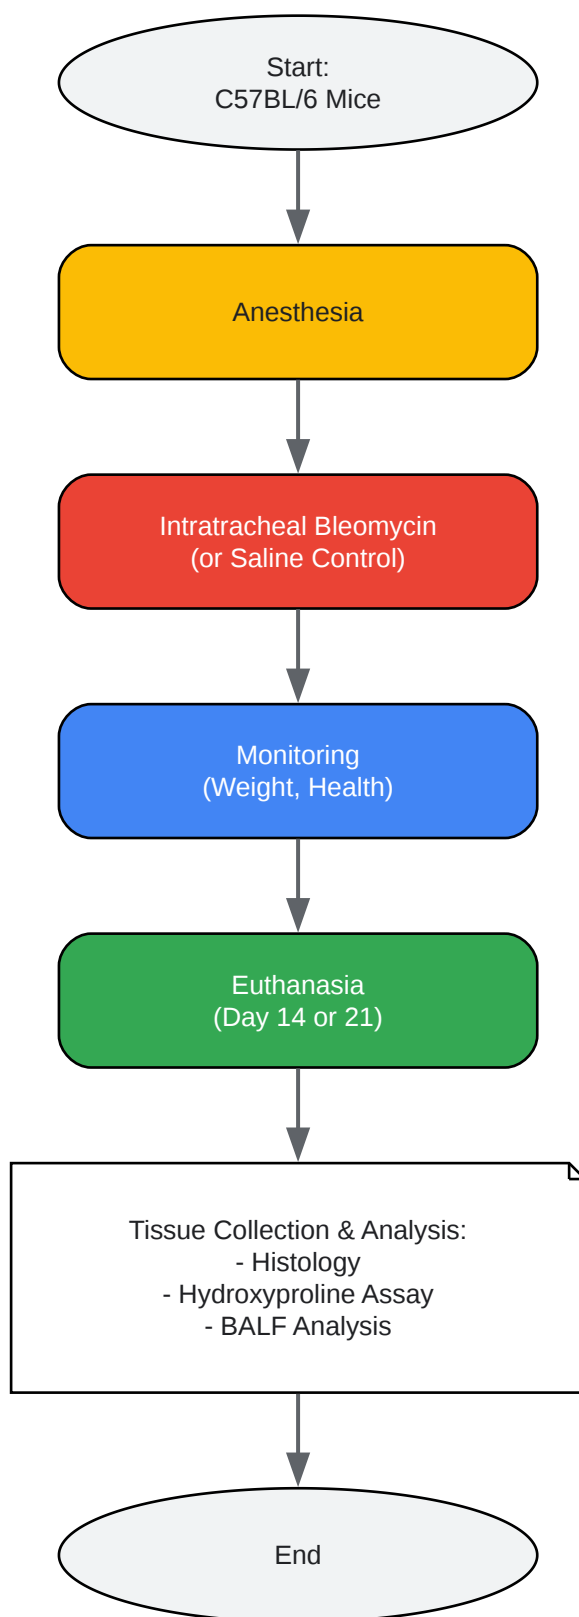 Start:
C57BL/6 Mice
Anesthesia
Intratracheal Bleomycin
(or Saline Control)
Monitoring
(Weight, Health)
Euthanasia
(Day 14 or 21)
Tissue Collection & Analysis:
- Histology
- Hydroxyproline Assay
- BALF Analysis
End